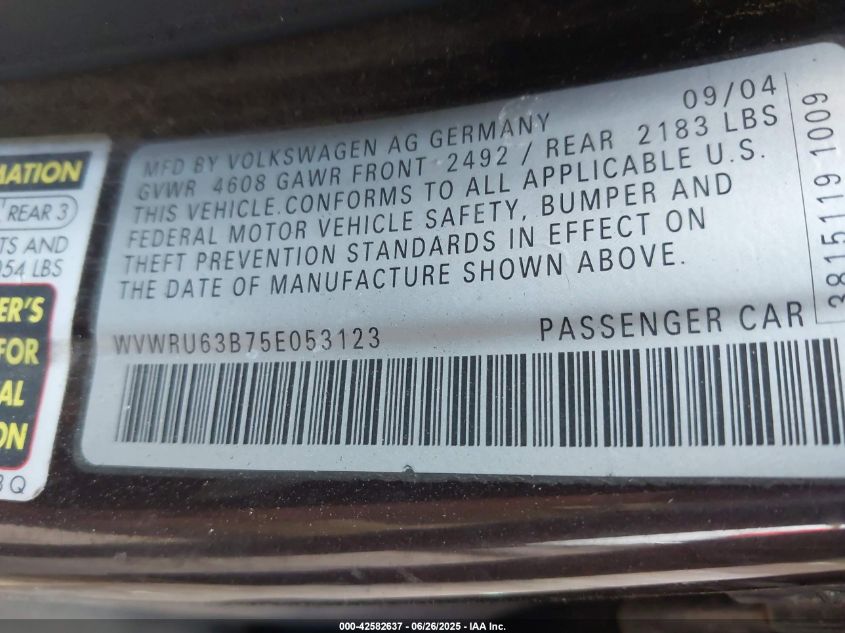 09/04
MFD BY VOLKSWAGEN AG GERMANY
GVWR 4608 GAWR FRONT 2492 / REAR 2183 LBS
THIS VEHICLE CONFORMS TO ALL APPLICABLE U.S.
FEDERAL MOTOR VEHICLE SAFETY, BUMPER AND
THEFT PREVENTION STANDARDS IN EFFECT ON
THE DATE OF MANUFACTURE SHOWN ABOVE.
WVWRU63B75E053123 PASSENGER CAR
3815119 1009
MATION
REAR 3
TS AND
054 LBS
ER'S
FOR
AL
ON
Q
000-42582637 - 06/26/2025 - IAA Inc.